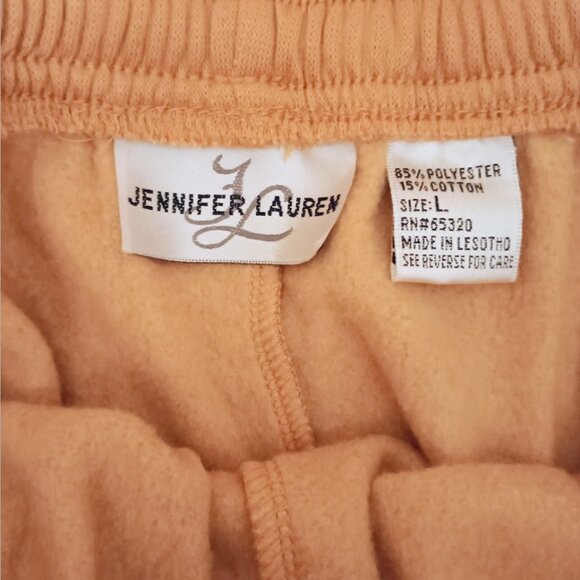 JL
JENNIFER LAUREN
85% POLYESTER
15% COTTON
SIZE: L
RN#65320
MADE IN LESOTHO
SEE REVERSE FOR CARE